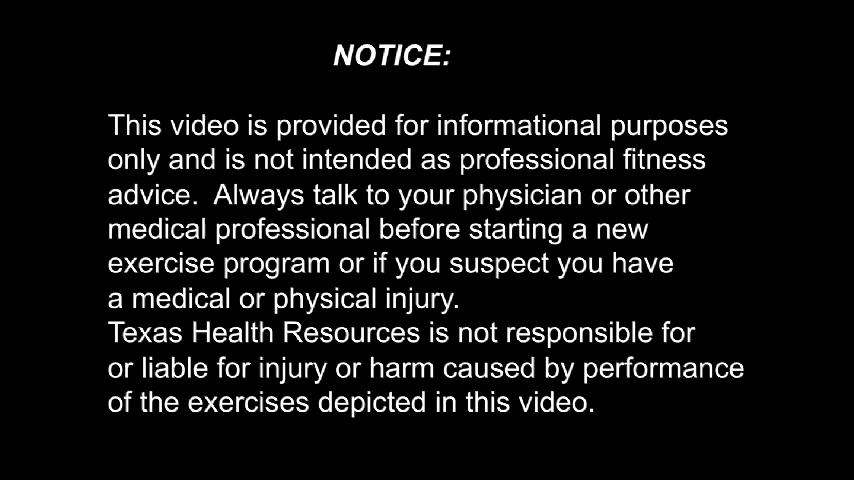 NOTICE:
This video is provided for informational purposes
only and is not intended as professional fitness
advice.  Always talk to your physician or other
medical professional before starting a new
exercise program or if you suspect you have
a medical or physical injury.
Texas Health Resources is not responsible for
or liable for injury or harm caused by performance
of the exercises depicted in this video.